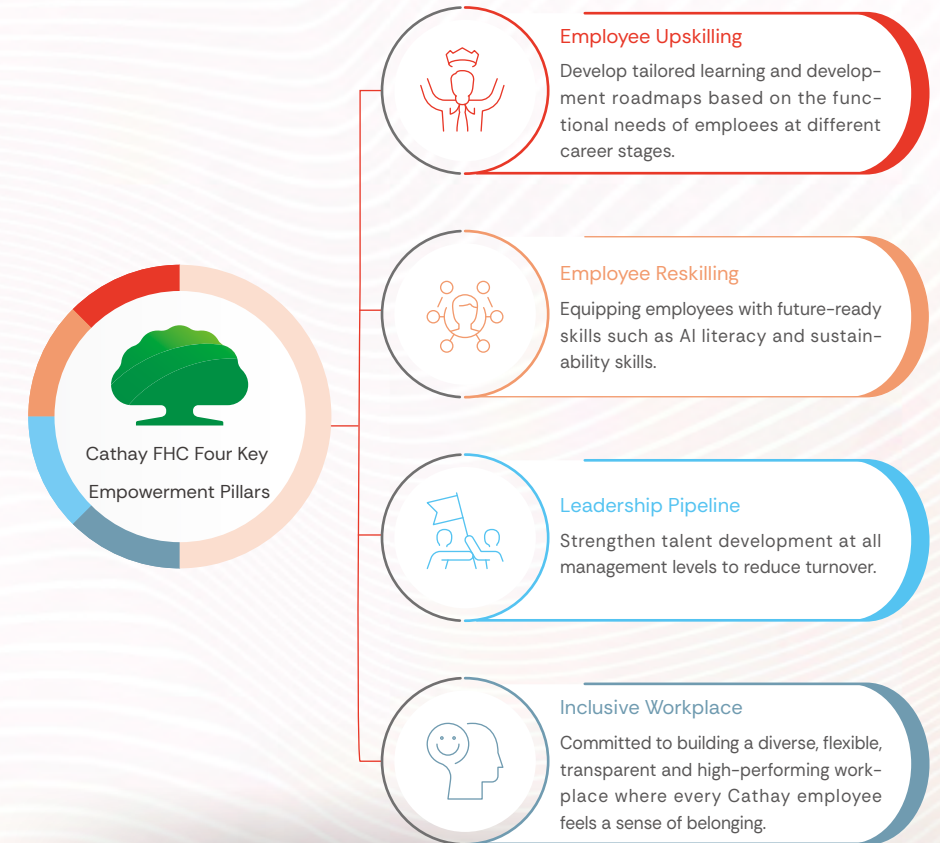 Cathay FHC Four Key
Empowerment Pillars
Employee Upskilling
Develop tailored learning and develop-
ment roadmaps based on the func-
tional needs of emploees at different
career stages.
Employee Reskilling
Equipping employees with future-ready
skills such as AI literacy and sustain-
ability skills.
Leadership Pipeline
Strengthen talent development at all
management levels to reduce turnover.
Inclusive Workplace
Committed to building a diverse, flexible,
transparent and high-performing work-
place where every Cathay employee
feels a sense of belonging.